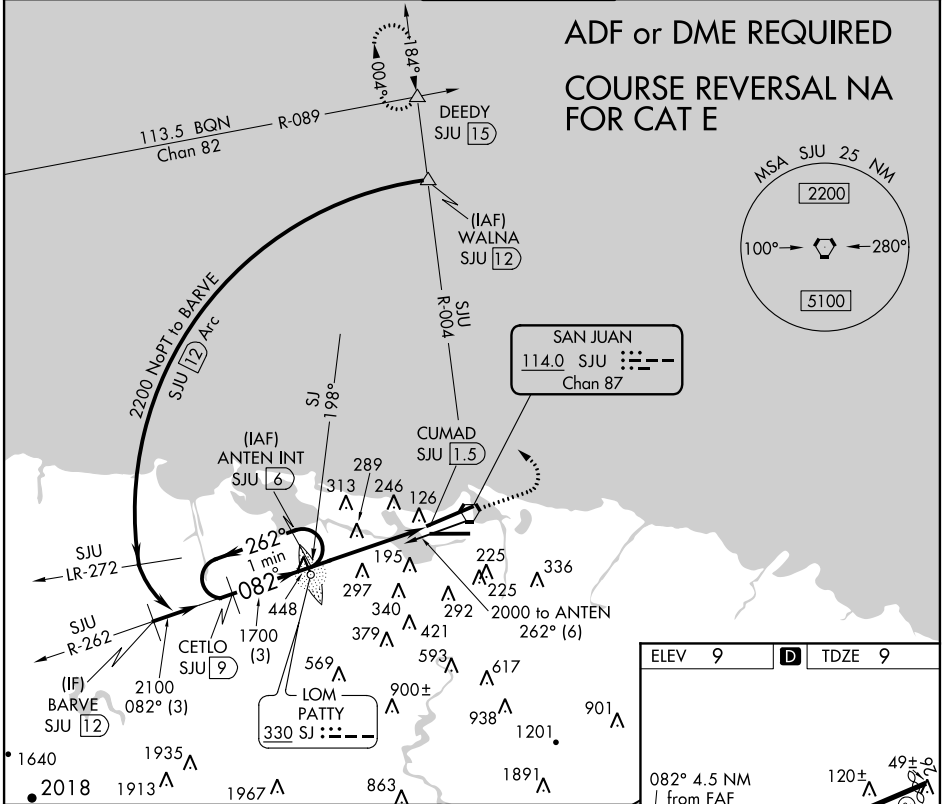 ADF or DME REQUIRED
COURSE REVERSAL NA
FOR CAT E
184°
004°
DEEDY
SJU 15
113.5 BQN
Chan 82
R-089
MSA SJU 25 NM
2200
100°
280°
5100
(IAF)
WALNA
SJU 12
2200 NoPT to BARVE
SJU 12 Arc
SJU
R-004
SAN JUAN
114.0 SJU
Chan 87
SJ
198°
(IAF)
ANTEN INT
SJU 6
CUMAD
SJU 1.5
289
313
246
126
262°
1 min
082°
SJU
LR-272
195
225
225
336
297
448
340
292
2000 to ANTEN
262° (6)
SJU
R-262
CETLO
SJU 9
1700
(3)
421
379
593
617
569
2100
082° (3)
(IF)
BARVE
SJU 12
LOM
PATTY
330 SJ
900±
938
901
1201
1640
1935
1913
2018
1967
863
1891
ELEV 9
D
TDZE 9
082° 4.5 NM
from FAF
120±
49±
26